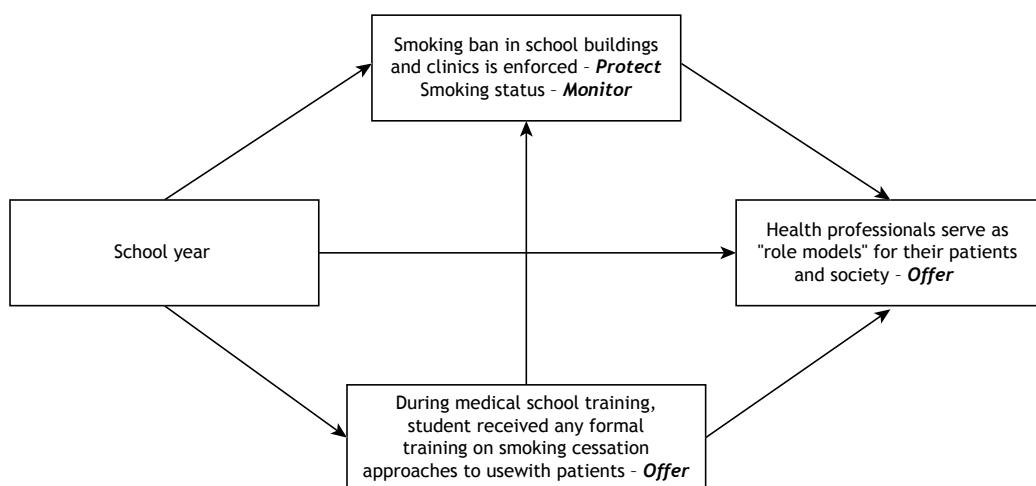 Smoking ban in school buildings
and clinics is enforced – Protect
Smoking status – Monitor
School year
Health professionals serve as
"role models" for their patients
and society – Offer
During medical school training,
student received any formal
training on smoking cessation
approaches to usewith patients – Offer